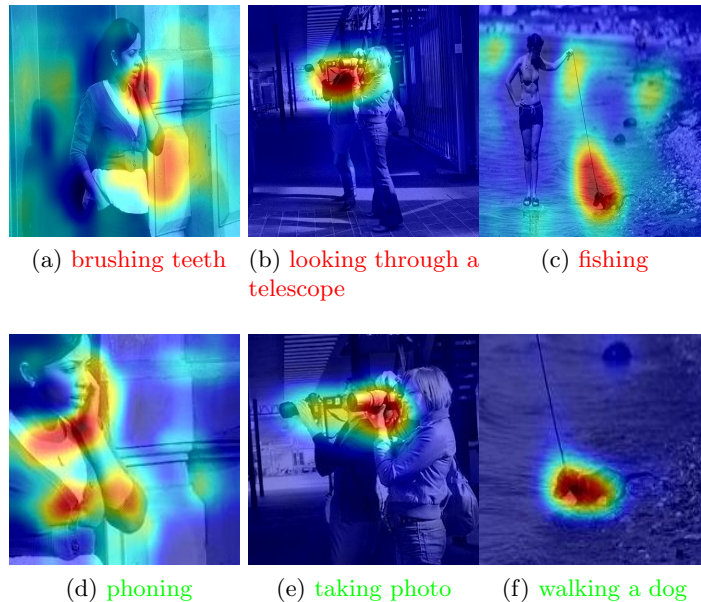 (a) brushing teeth
(b) looking through a
telescope
(c) fishing
(d) phoning
(e) taking photo
(f) walking a dog